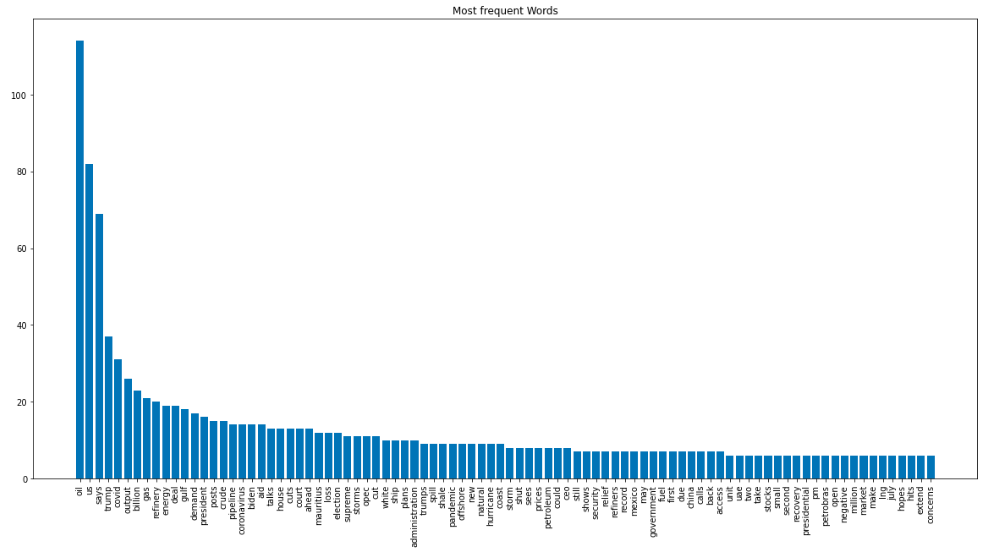 Most frequent Words
100
80
60
40
20
0
oil
us
says
trump
covid
output
billion
gas
refinery
energy
deal
gulf
demand
president
posts
crude
pipeline
coronavirus
biden
aid
talks
house
cuts
court
ahead
mauritius
loss
election
supreme
storms
opec
cut
white
ship
plans
administration
trumps
spill
shale
pandemic
offshore
new
natural
hurricane
coast
storm
shut
sees
prices
petroleum
could
ceo
still
shows
security
relief
refiners
record
mexico
may
government
fuel
first
due
china
calls
back
access
unit
uae
two
take
stocks
small
second
recovery
presidential
pm
petrobras
open
negative
million
market
make
lng
july
hopes
hits
extend
concerns